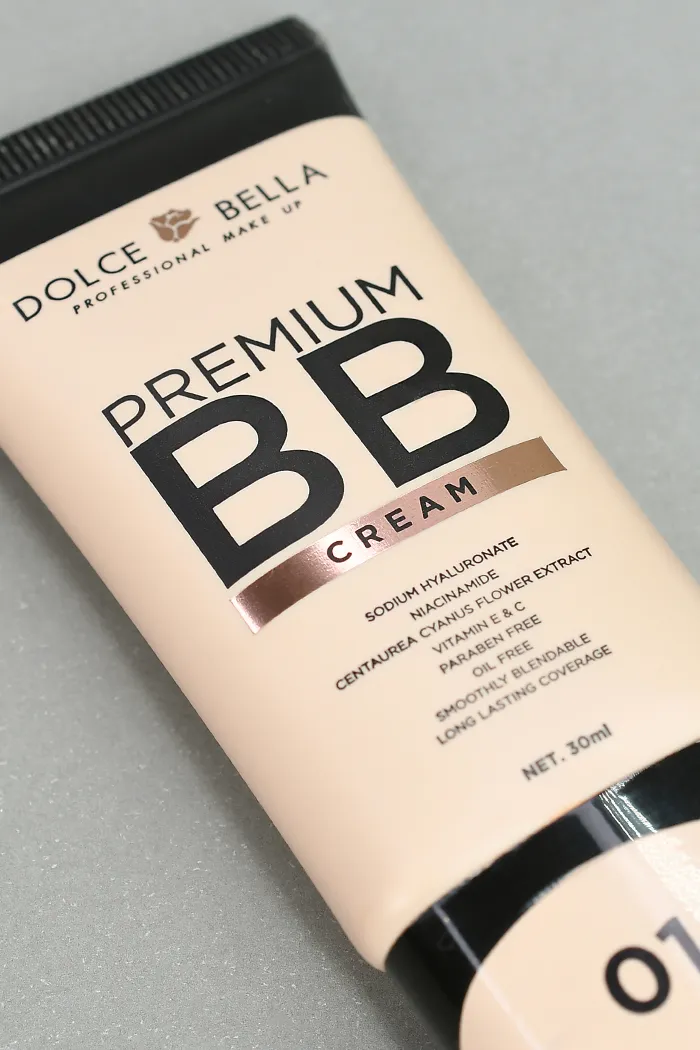 DOLCE BELLA
PROFESSIONAL MAKE UP
PREMIUM
BB
CREAM
SODIUM HYALURONATE
NIACINAMIDE
CENTAUREA CYANUS FLOWER EXTRACT
VITAMIN E & C
PARABEN FREE
OIL FREE
SMOOTHLY BLENDABLE
LONG LASTING COVERAGE
NET. 30ml
01